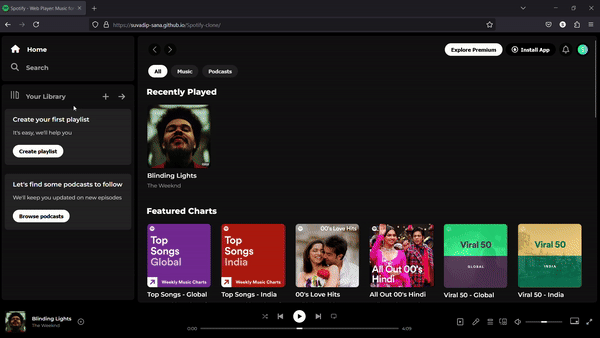 Spotify - Web Player: Music for
https://suvadip-sana.github.io/Spotify-clone/
Home
Search
Your Library
Create your first playlist
It's easy, we'll help you
Create playlist
Let's find some podcasts to follow
We'll keep you updated on new episodes
Browse podcasts
Explore Premium
Install App
S
All
Music
Podcasts
Recently Played
Blinding Lights
The Weeknd
Featured Charts
Top
Songs
Global
Weekly Music Charts
Top Songs - Global
Top
Songs
India
Weekly Music Charts
Top Songs - India
00's Love Hits
00's Love Hits
All Out 00's
Hindi
All Out 00's Hindi
Viral 50
GLOBAL
Viral 50 - Global
Viral 50
INDIA
Viral 50 - India
Blinding Lights
The Weeknd
0:00
4:09